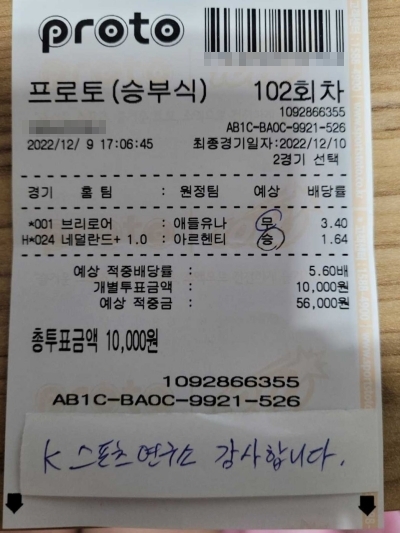 proto
프로토(승부식) 102회차
1092866355
AB1C-BA0C-9921-526
2022/12/ 9 17:06:45 최종경기일자:2022/12/10
2경기 선택
경기 홈 팀 : 원정팀 예상 배당률
*001 브리로어 : 애들유나 무 3.40
H*024 네덜란드+ 1.0 : 아르헨티 승 1.64
예상 적중배당률 : 5.60배
개별투표금액 : 10,000원
예상 적중금 : 56,000원
총투표금액 10,000원
1092866355
AB1C-BA0C-9921-526
K 스포츠연구소 감사합니다.